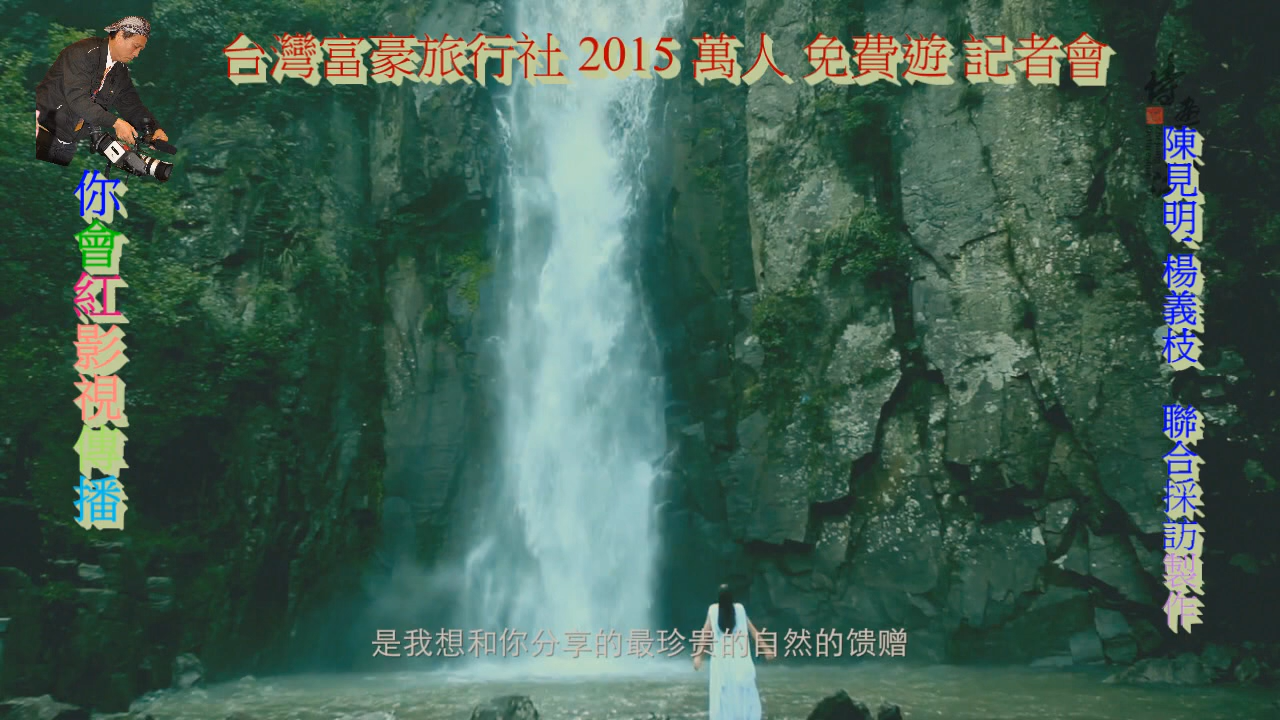 台灣富豪旅行社 2015 萬人 免費遊 記者會
你會紅影視傳播
陳見明、楊義枝 聯合採訪製作
是我想和你分享的最珍贵的自然的馈赠